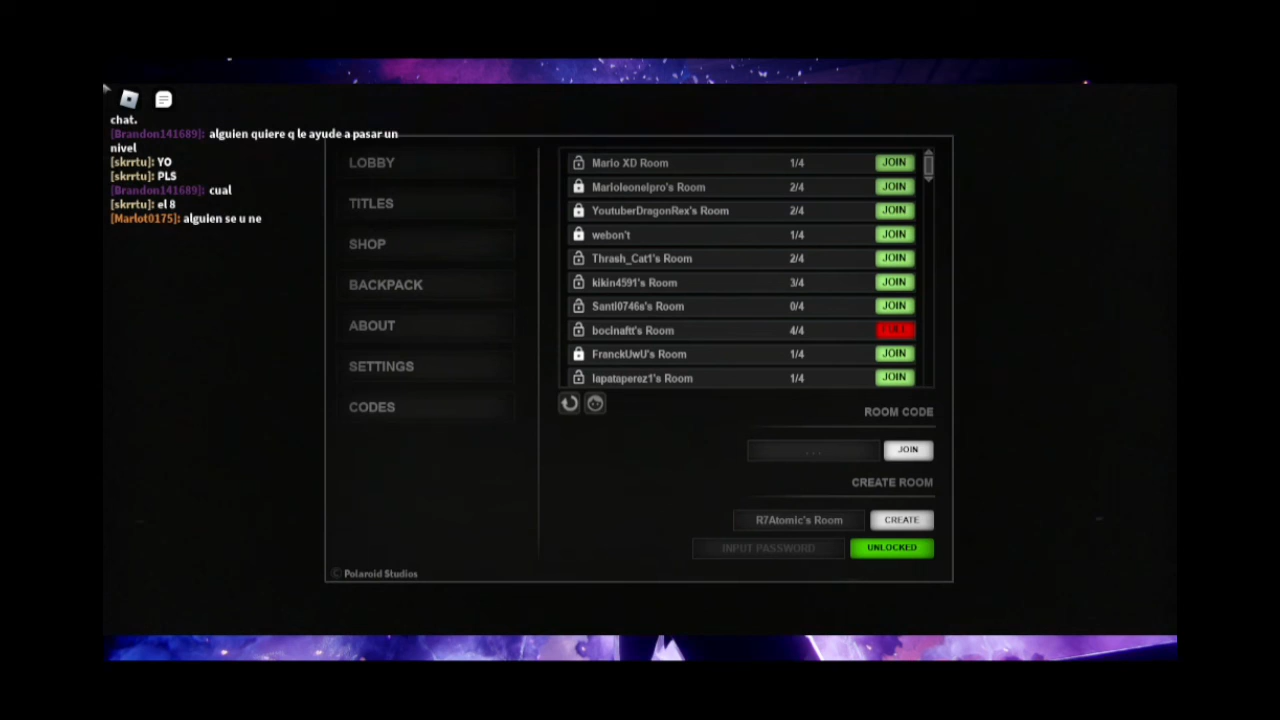 chat.
[Brandon141689]: alguien quiere q le ayude a pasar un
nivel
[skrrtu]: YO
[skrrtu]: PLS
[Brandon141689]: cual
[skrrtu]: el 8
[Marlot0175]: alguien se u ne
LOBBY
TITLES
SHOP
BACKPACK
ABOUT
SETTINGS
CODES
Mario XD Room 1/4 JOIN
Marioleonelpro's Room 2/4 JOIN
YoutuberDragonRex's Room 2/4 JOIN
webon't 1/4 JOIN
Thrash_Cat1's Room 2/4 JOIN
kikin4591's Room 3/4 JOIN
Santi0746s's Room 0/4 JOIN
bocinaftt's Room 4/4 FULL
FranckUwU's Room 1/4 JOIN
lapataperez1's Room 1/4 JOIN
ROOM CODE
... JOIN
CREATE ROOM
R7Atomic's Room CREATE
INPUT PASSWORD UNLOCKED
© Polaroid Studios